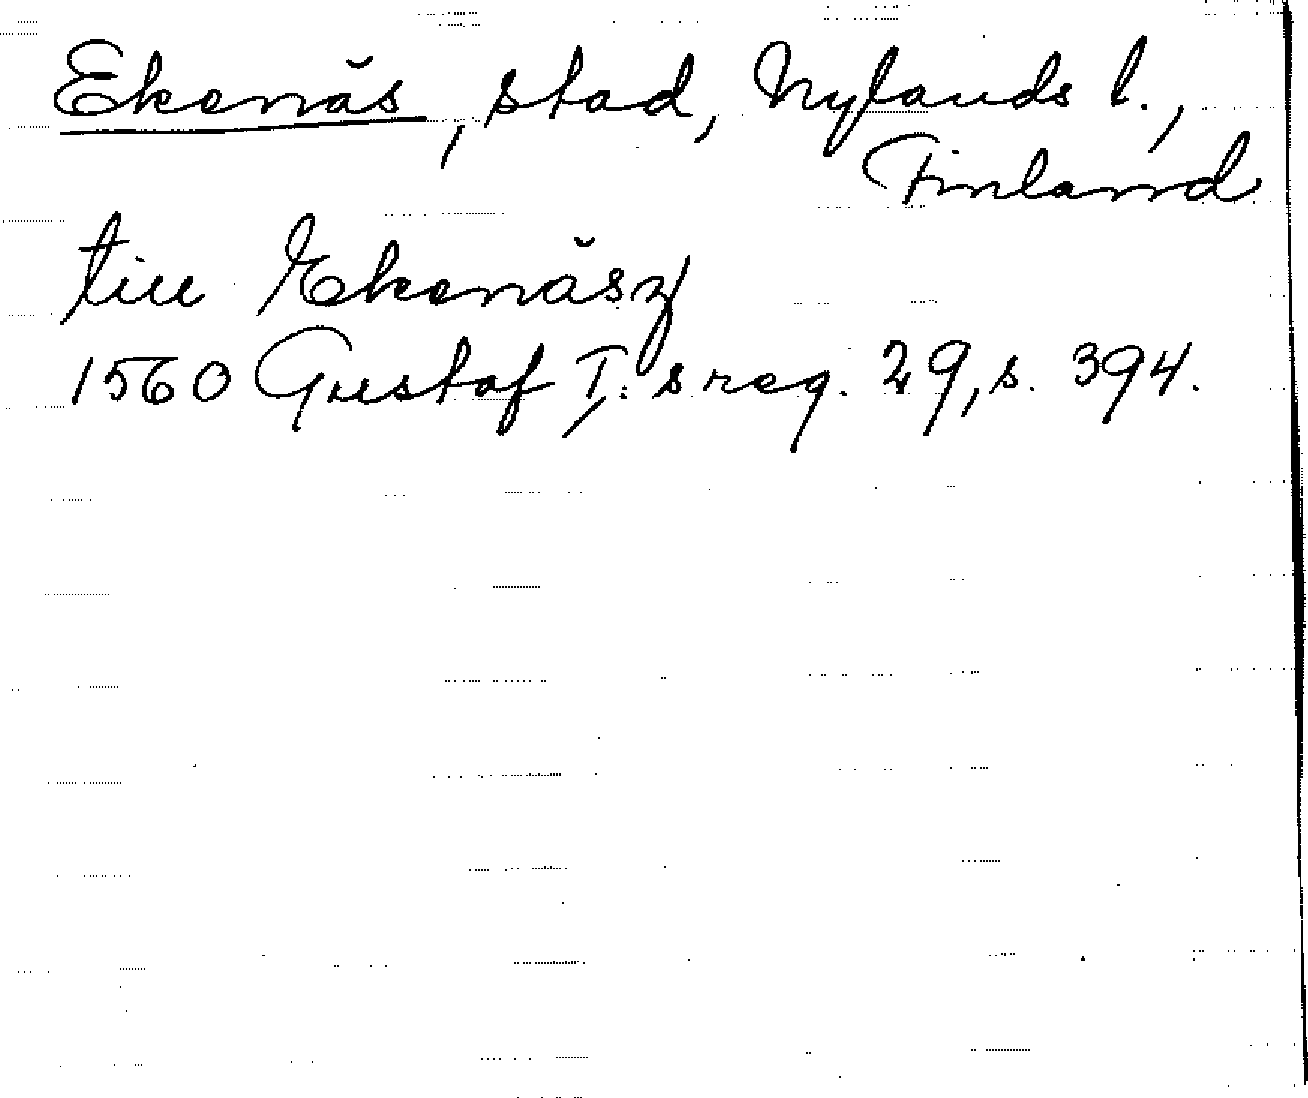 Ekenäs, stad, Nylands l.,
Finland
till Ekenäsz
1560 Gustaf I:s reg. 29, s. 394.